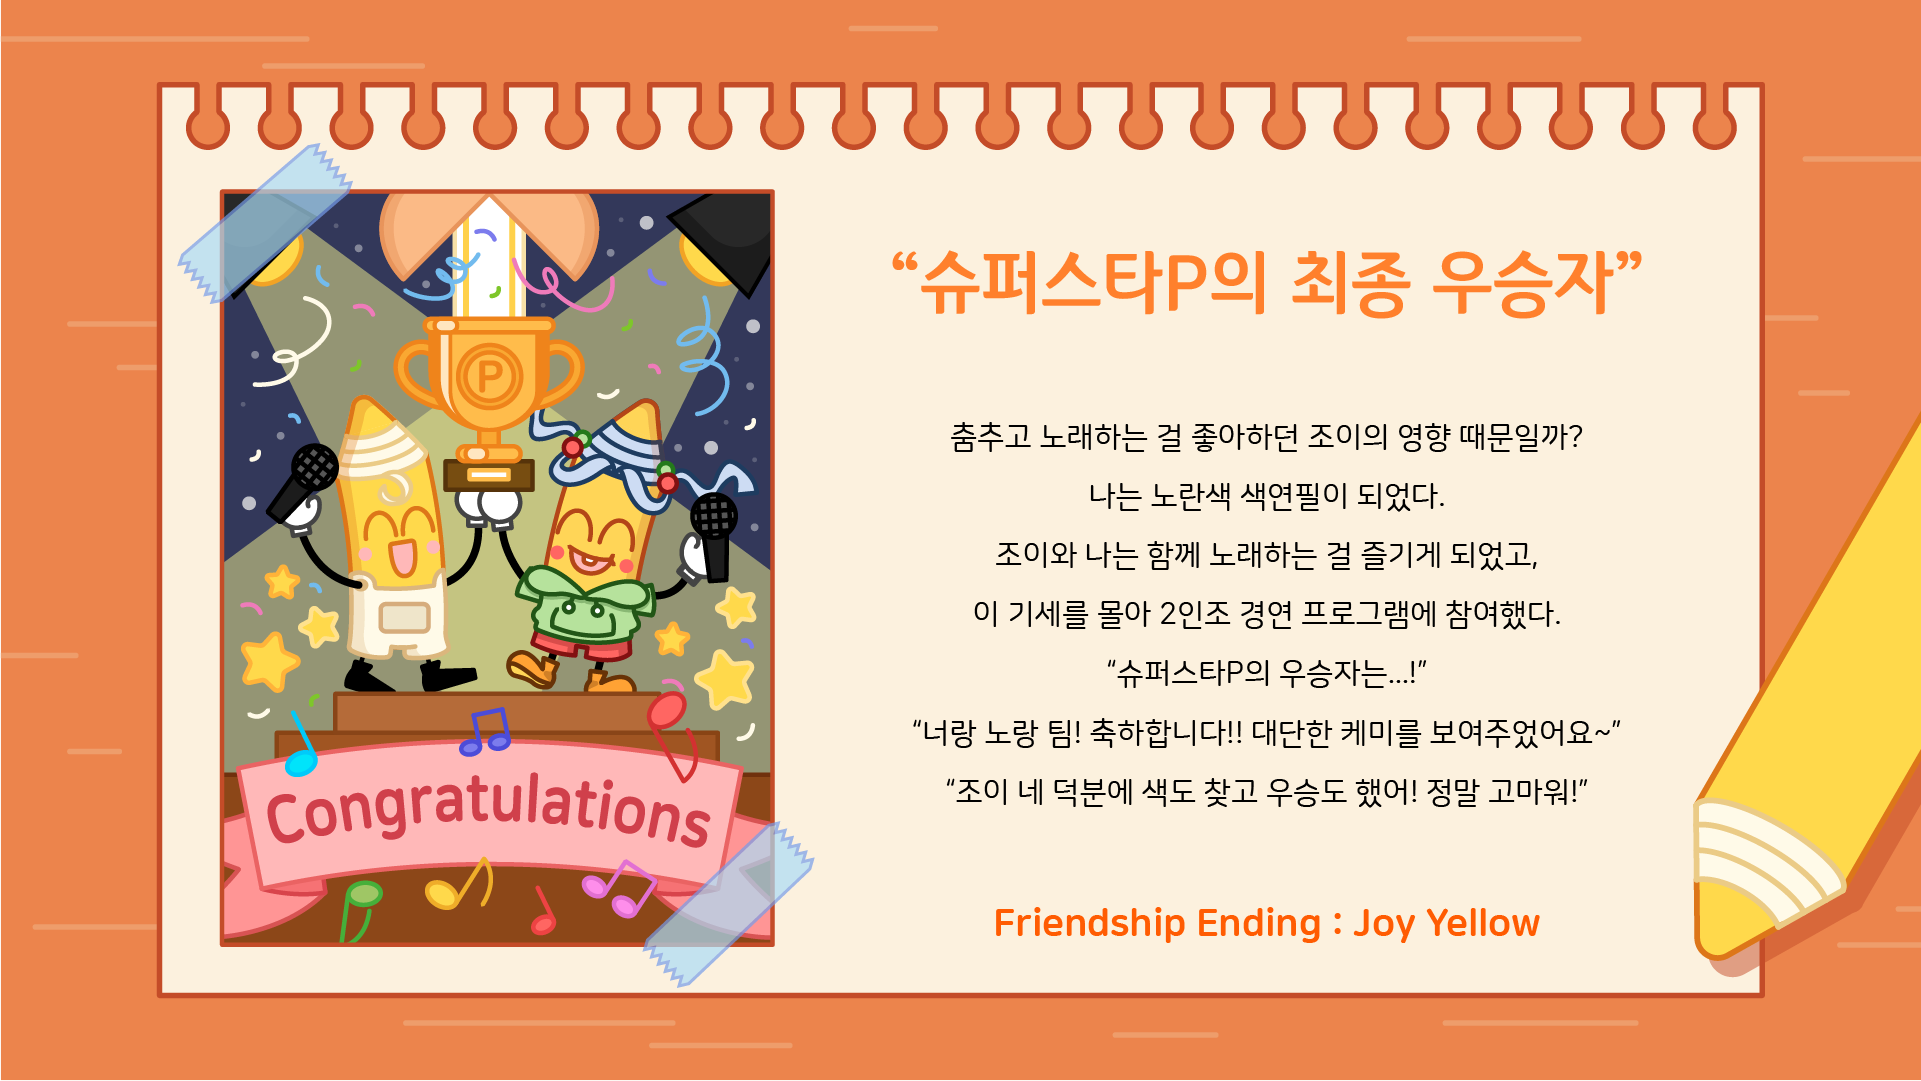 “슈퍼스타P의 최종 우승자”
P
Congratulations
춤추고 노래하는 걸 좋아하던 조이의 영향 때문일까?
나는 노란색 색연필이 되었다.
조이와 나는 함께 노래하는 걸 즐기게 되었고,
이 기세를 몰아 2인조 경연 프로그램에 참여했다.
“슈퍼스타P의 우승자는...!”
“너랑 노랑 팀! 축하합니다!! 대단한 케미를 보여주었어요~”
“조이 네 덕분에 색도 찾고 우승도 했어! 정말 고마워!”
Friendship Ending : Joy Yellow